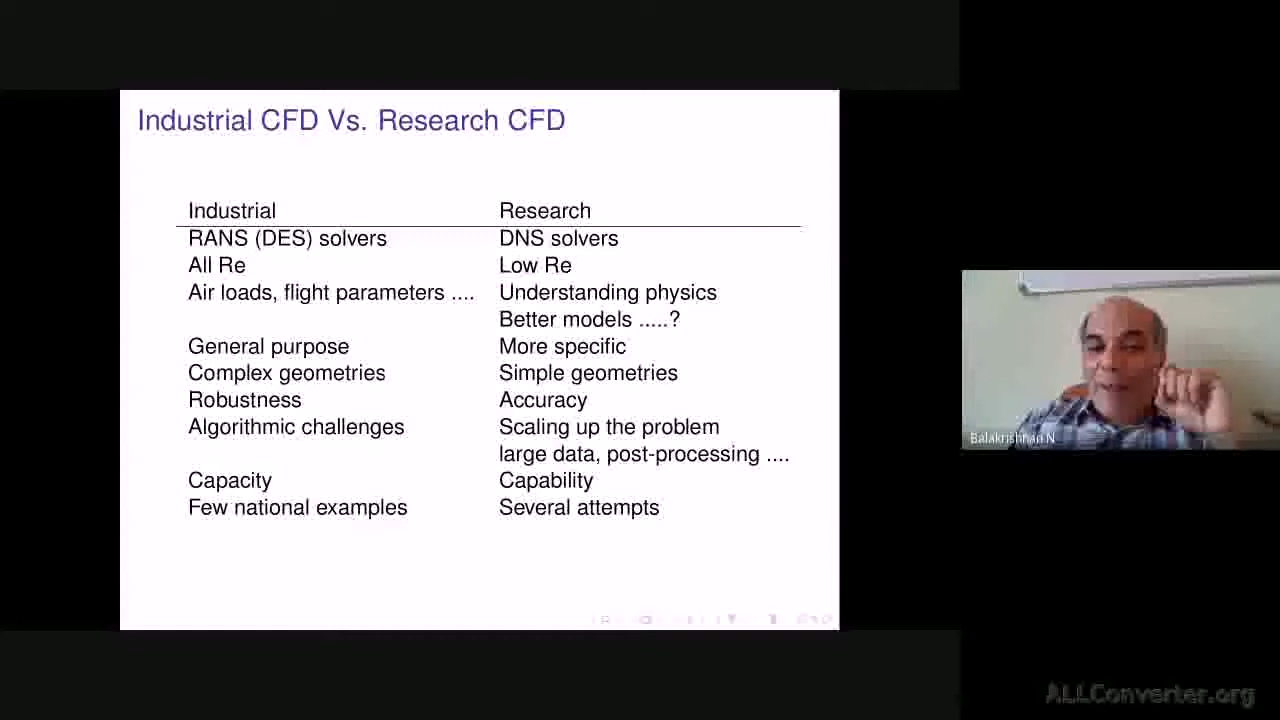 Industrial CFD Vs. Research CFD
Industrial Research
RANS (DES) solvers DNS solvers
All Re Low Re
Air loads, flight parameters .... Understanding physics
Better models .....?
General purpose More specific
Complex geometries Simple geometries
Robustness Accuracy
Algorithmic challenges Scaling up the problem
large data, post-processing ....
Capacity Capability
Few national examples Several attempts
Balakrishnan N
ALLConverter.org